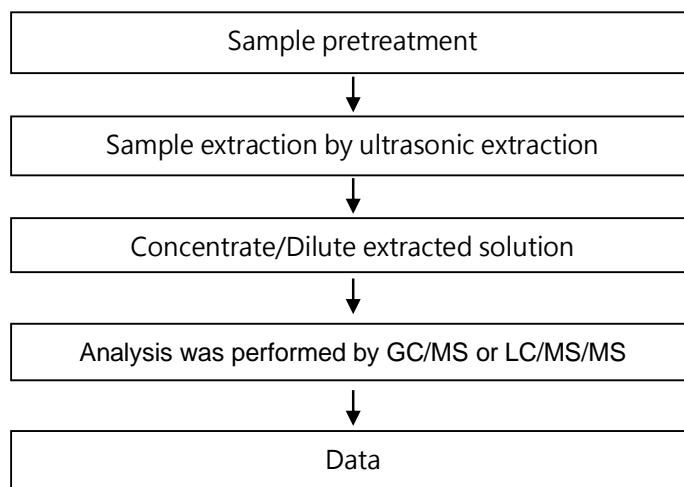 Sample pretreatment
Sample extraction by ultrasonic extraction
Concentrate/Dilute extracted solution
Analysis was performed by GC/MS or LC/MS/MS
Data